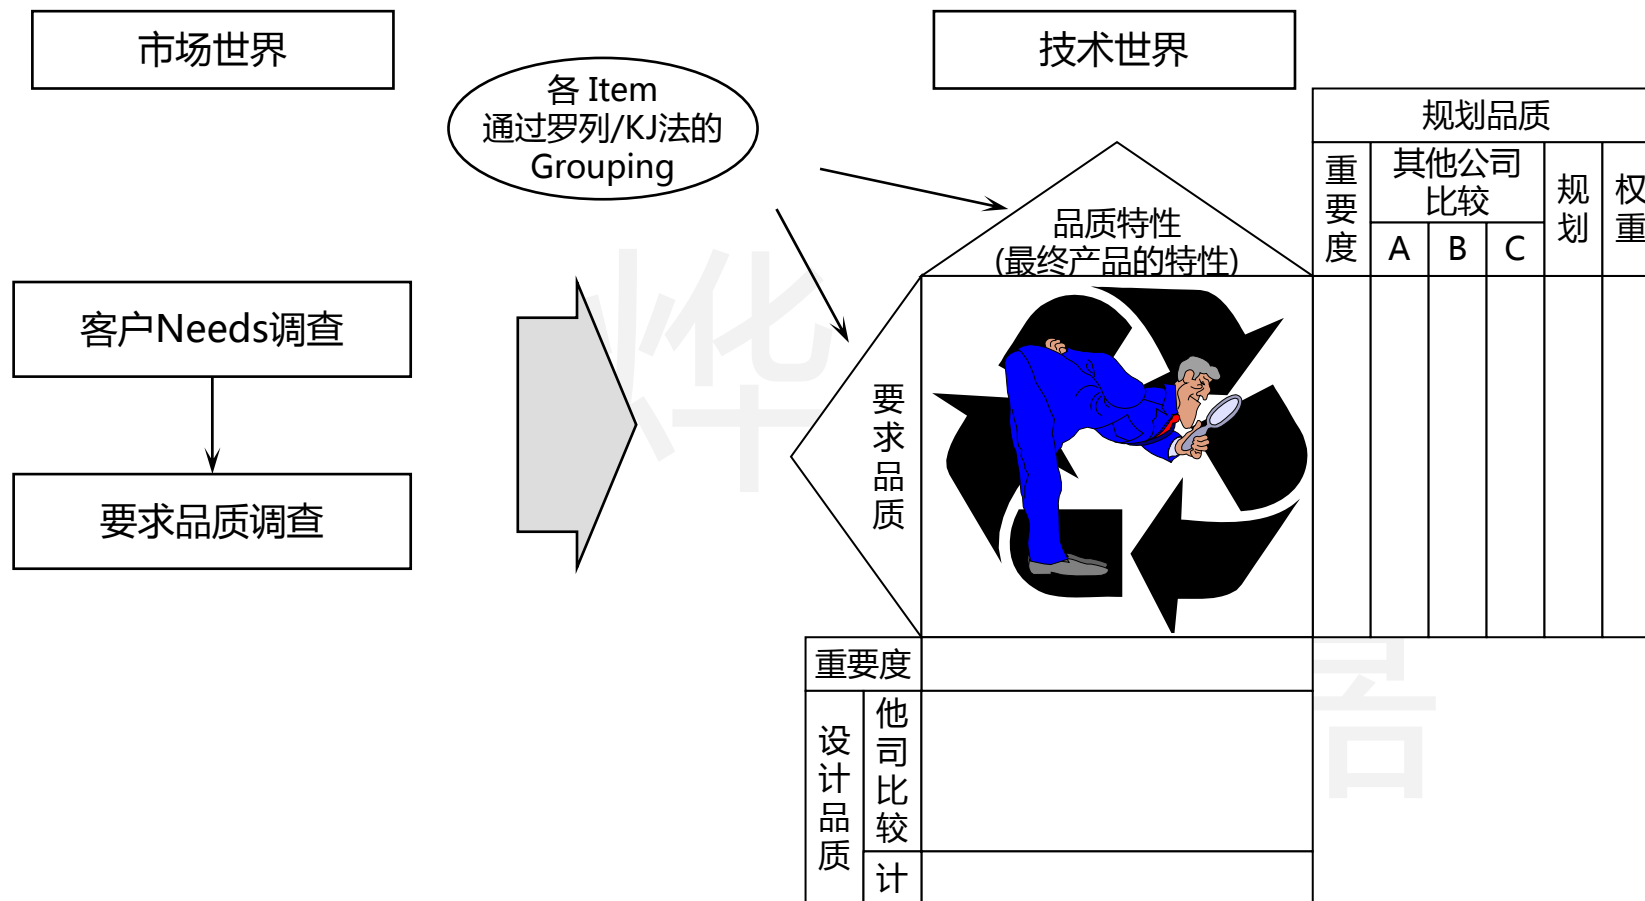 市场世界
技术世界
各 Item
通过罗列/KJ法的
Grouping
规划品质
重要度
其他公司
比较
规划
权重
A B C
品质特性
(最终产品的特性)
客户Needs调查
要求品质调查
要求品质
重要度
设计品质
他司比较
计
烨